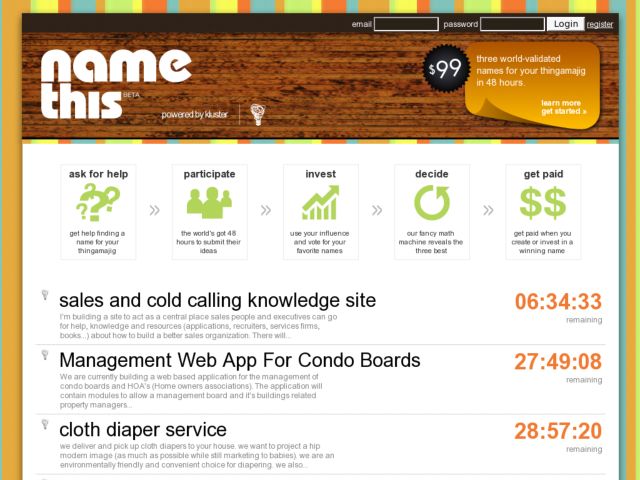 email password Login register
name
this
BETA
powered by kluster
$99
three world-validated
names for your thingamajig
in 48 hours.
learn more
get started »
ask for help » participate » invest » decide » get paid
get help finding a
name for your
thingamajig
the world's got 48
hours to submit their
ideas
use your influence
and vote for your
favorite names
our fancy math
machine reveals the
three best
$$
get paid when you
create or invest in a
winning name
sales and cold calling knowledge site
06:34:33
remaining
I'm building a site to act as a central place sales people and executives can go
for help, knowledge and resources (applications, recruiters, services firms,
books...) about how to build a better sales organization. There will...
Management Web App For Condo Boards
27:49:08
remaining
We are currently building a web based application for the management of
condo boards and HOA's (Home owners associations). The application will
contain modules to allow a management board and it's buildings related
property managers...
cloth diaper service
28:57:20
remaining
we deliver and pick up cloth diapers to your house. we want to project a hip
modern image (as much as possible while still marketing to babies). we are an
environmentally friendly and convenient choice for diapering. we also...